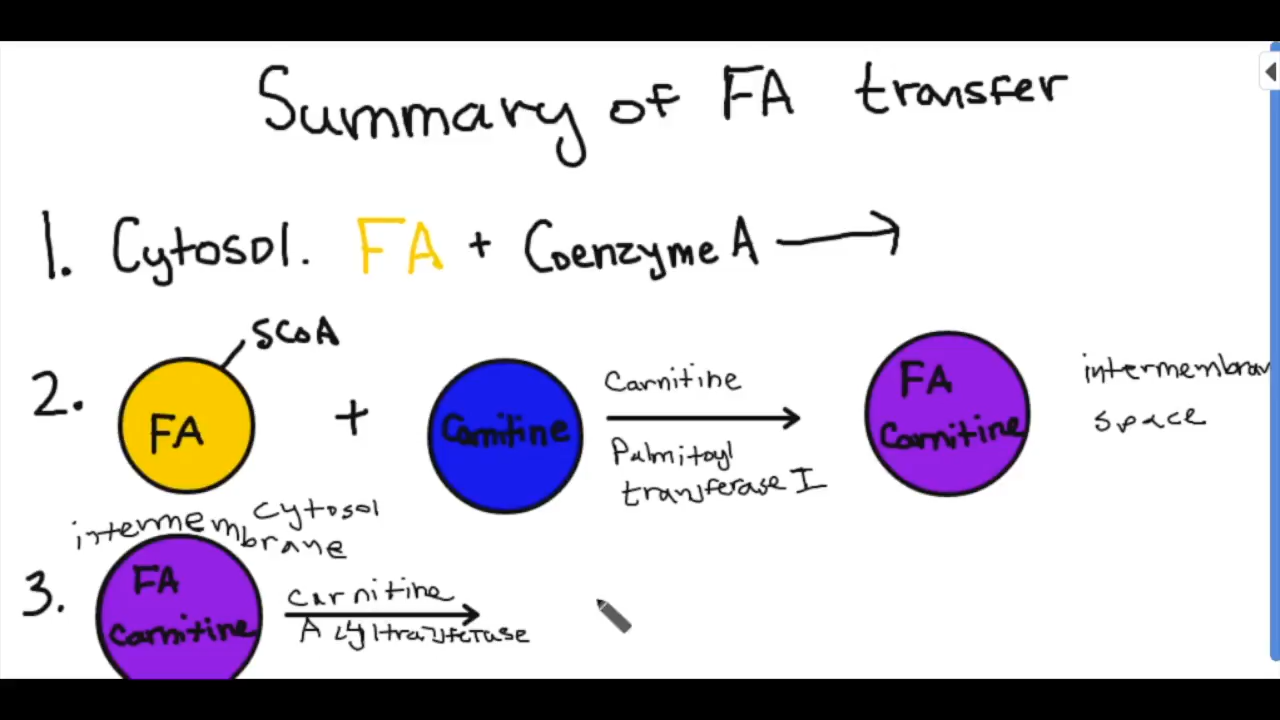 Summary of FA transfer
1. Cytosol. FA + Coenzyme A →
2. FA SCoA + Carnitine → FA Carnitine
Carnitine
Palmitoyl
transferase I
intermembran
space
cytosol
intermembrane
3. FA Carnitine →
Carnitine
Acyltransferase